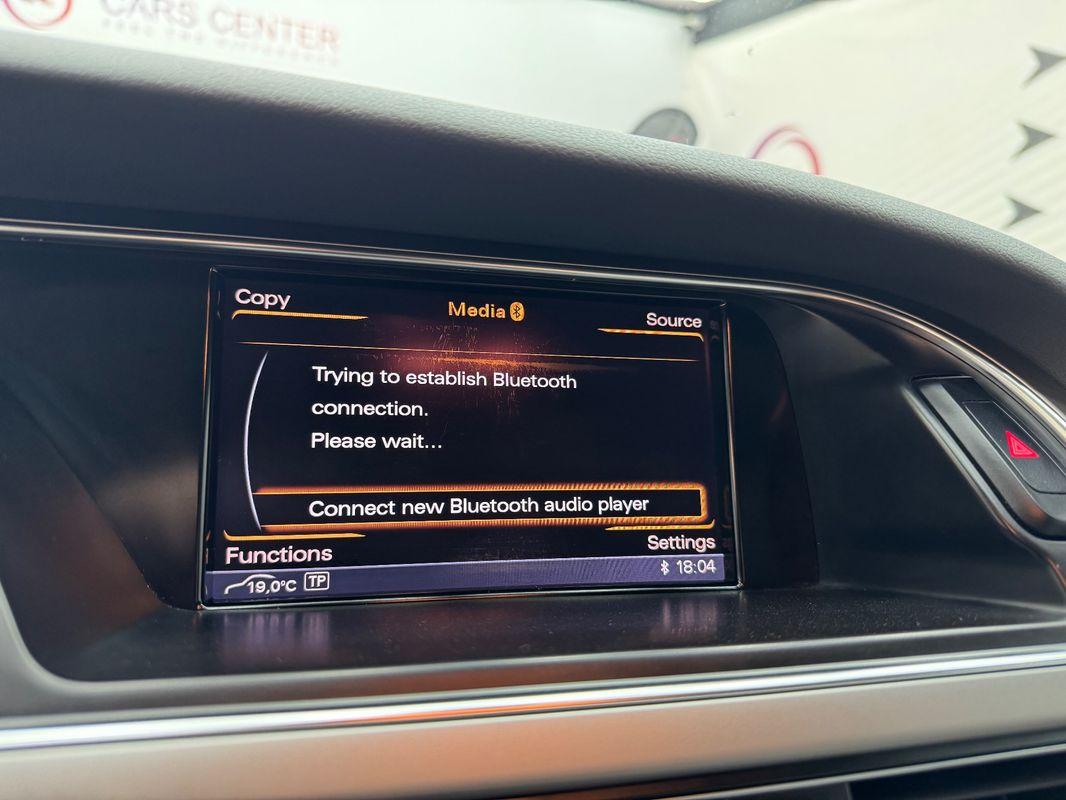 CARS CENTER
Copy
Media
Source
Trying to establish Bluetooth
connection.
Please wait...
Connect new Bluetooth audio player
Functions
Settings
19,0°C TP
18:04